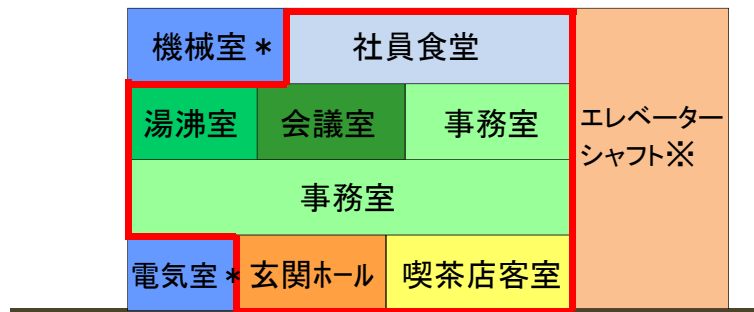 機械室*
社員食堂
湯沸室
会議室
事務室
エレベーター
シャフト※
事務室
電気室*
玄関ホール
喫茶店客室